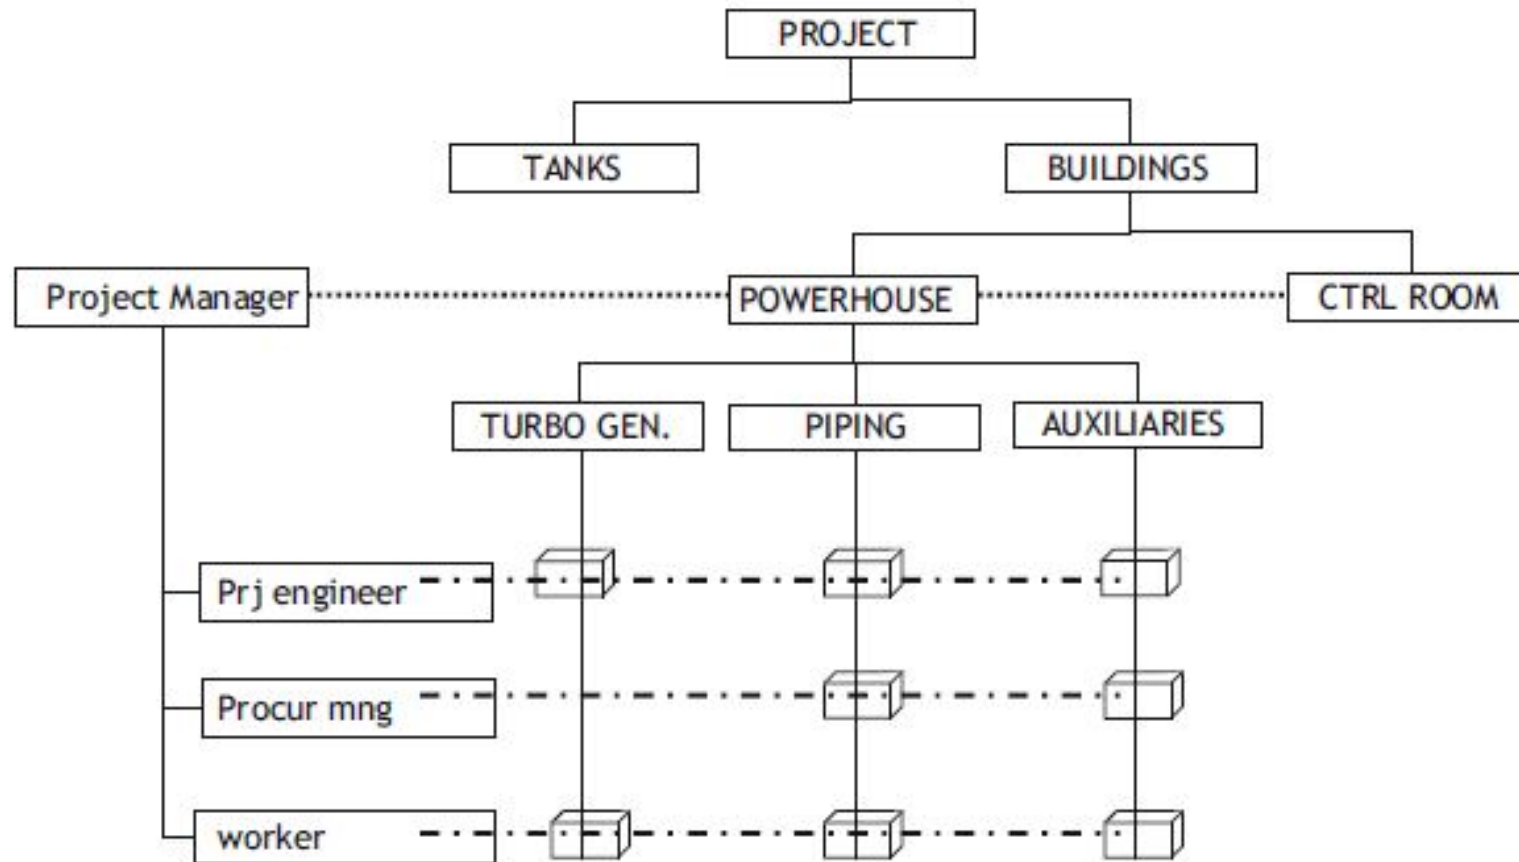 PROJECT
TANKS
BUILDINGS
Project Manager
POWERHOUSE
CTRL ROOM
TURBO GEN.
PIPING
AUXILIARIES
Prj engineer
Procur mng
worker